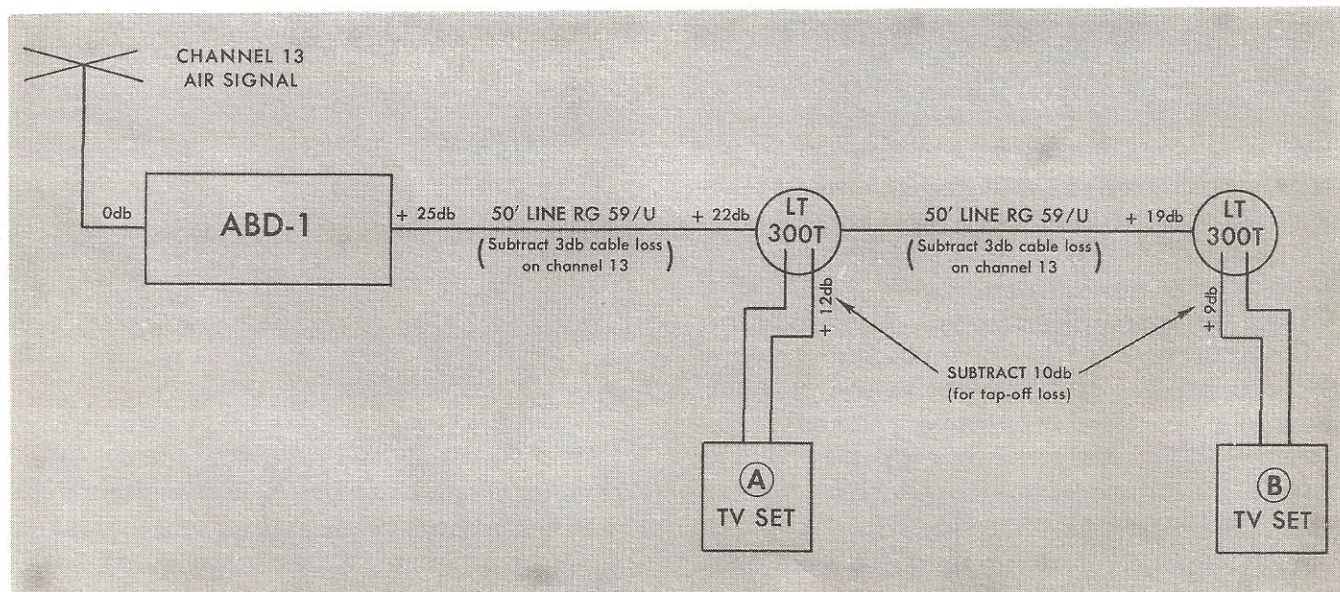 CHANNEL 13
AIR SIGNAL
0db
ABD-1
+ 25db
50' LINE RG 59/U
(Subtract 3db cable loss
on channel 13)
+ 22db
LT
300T
50' LINE RG 59/U
(Subtract 3db cable loss
on channel 13)
+ 19db
LT
300T
+ 12db
+ 9db
SUBTRACT 10db
(for tap-off loss)
A
TV SET
B
TV SET